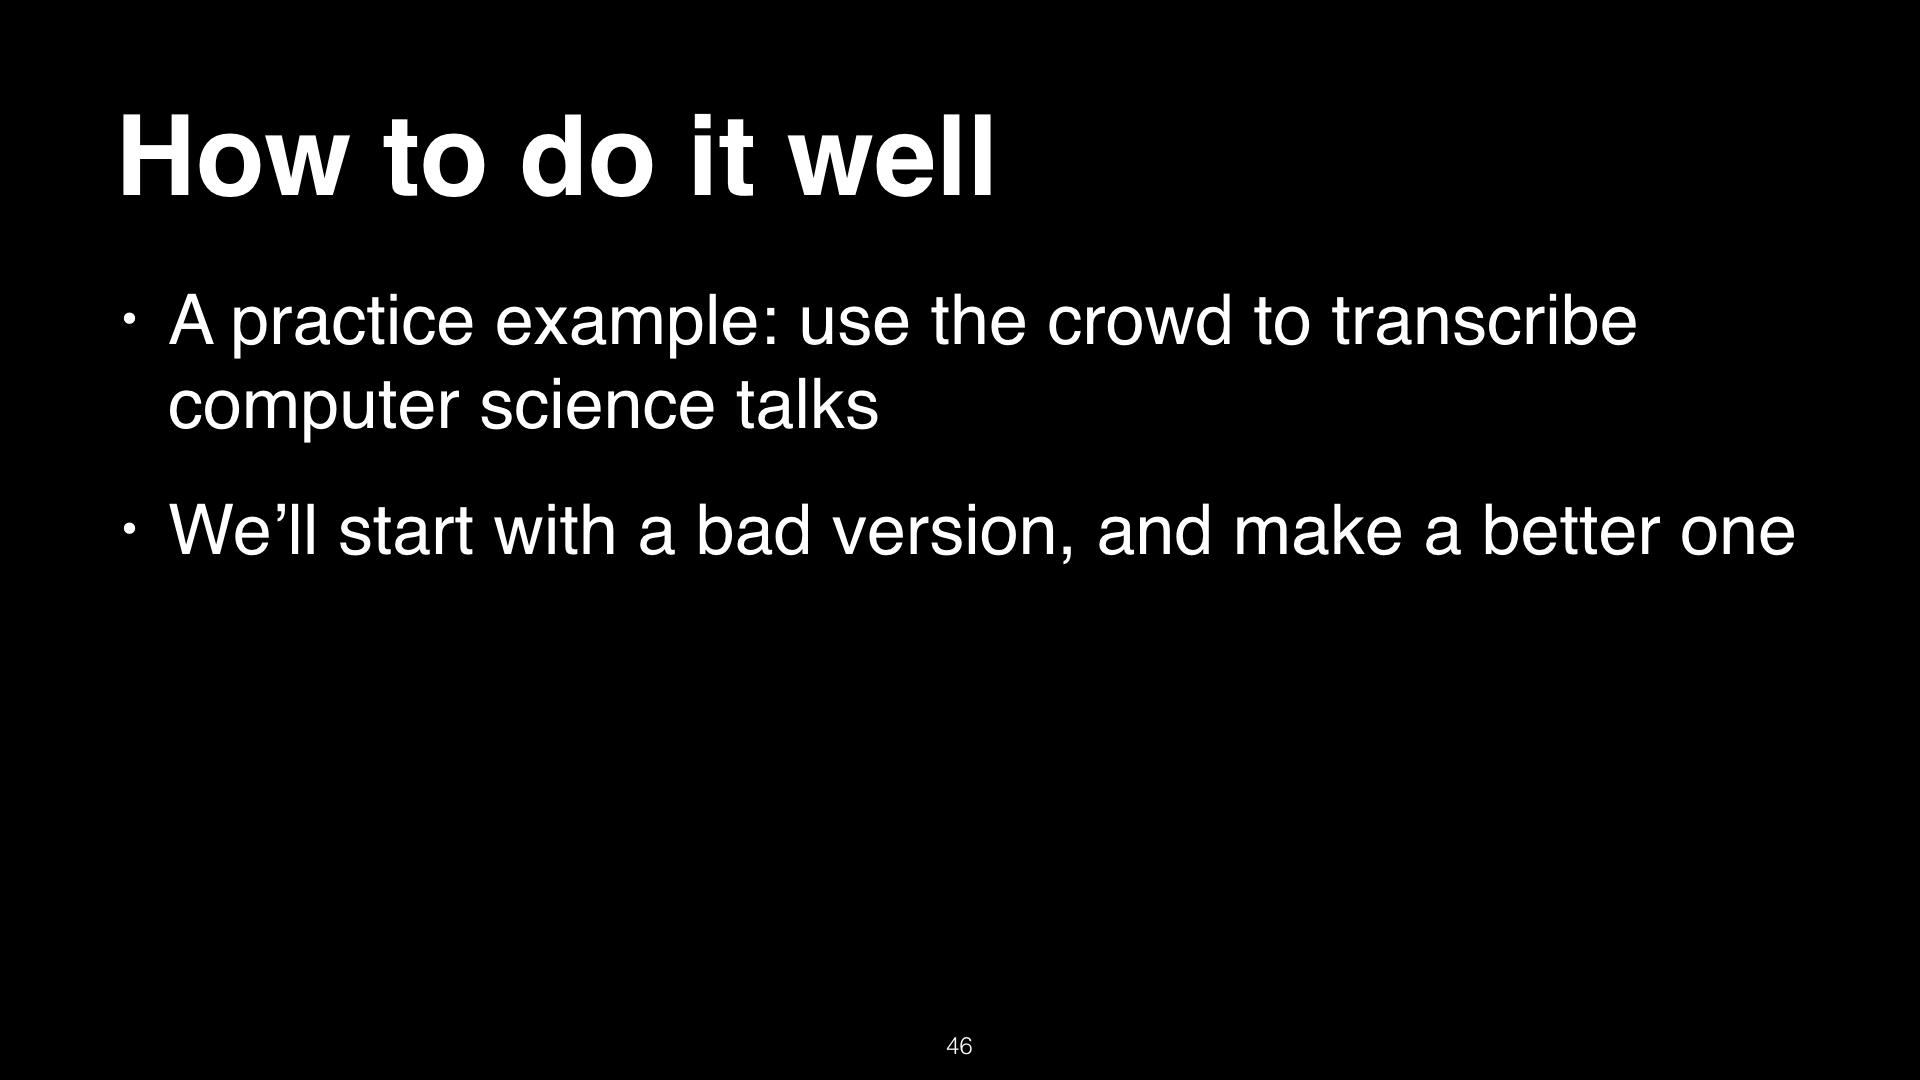 How to do it well
• A practice example: use the crowd to transcribe
computer science talks
• We’ll start with a bad version, and make a better one
46